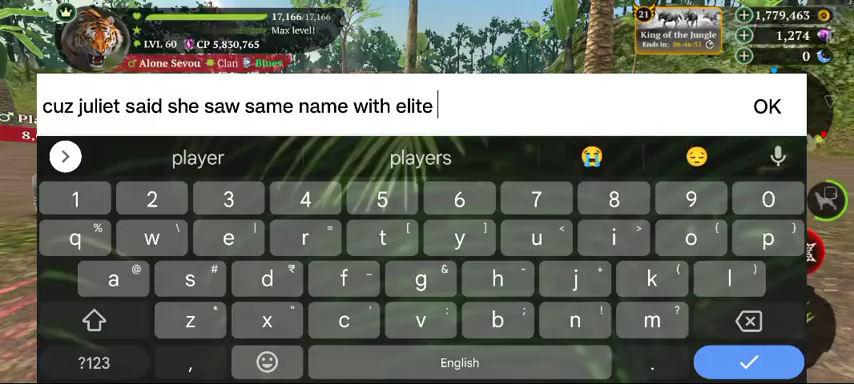 17,166/17,166
Max level!
LVL 60 CP 5,830,765
Alone Sevou Clan Blues
21
King of the Jungle
Ends in: 06:46:51
1,779,463
1,274
0
cuz juliet said she saw same name with elite
OK
player players
1 2 3 4 5 6 7 8 9 0
% \ | = [ ] < > { }
q w e r t y u i o p
@ # ₹ _ & - + ( )
a s d f g h j k l
* " ' : ; ! ?
z x c v b n m
?123 , English .